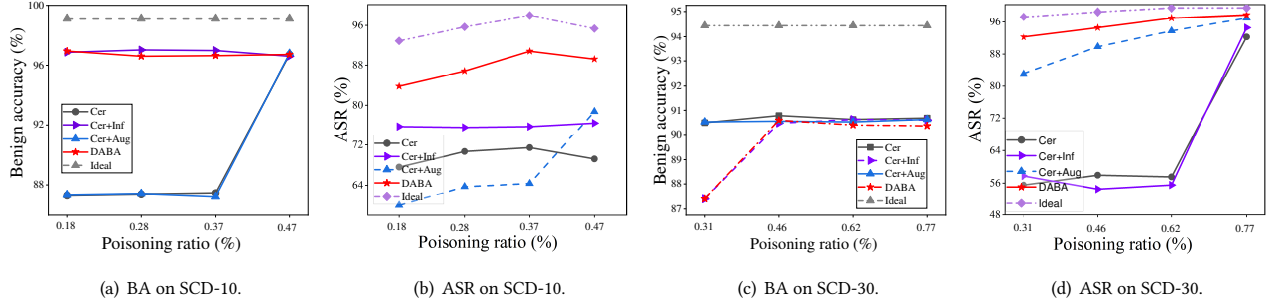 Benign accuracy (%)
100
96
92
88
Cer
Cer+Inf
Cer+Aug
DABA
Ideal
0.18
0.28
0.37
0.47
Poisoning ratio (%)
(a) BA on SCD-10.
ASR (%)
96
88
80
72
64
Cer
Cer+Inf
Cer+Aug
DABA
Ideal
0.18
0.28
0.37
0.47
Poisoning ratio (%)
(b) ASR on SCD-10.
Benign accuracy (%)
95
94
93
92
91
90
89
88
87
Cer
Cer+Inf
Cer+Aug
DABA
Ideal
0.31
0.46
0.62
0.77
Poisoning ratio (%)
(c) BA on SCD-30.
ASR (%)
96
88
80
72
64
56
48
Cer
Cer+Inf
Cer+Aug
DABA
Ideal
0.31
0.46
0.62
0.77
Poisoning ratio (%)
(d) ASR on SCD-30.